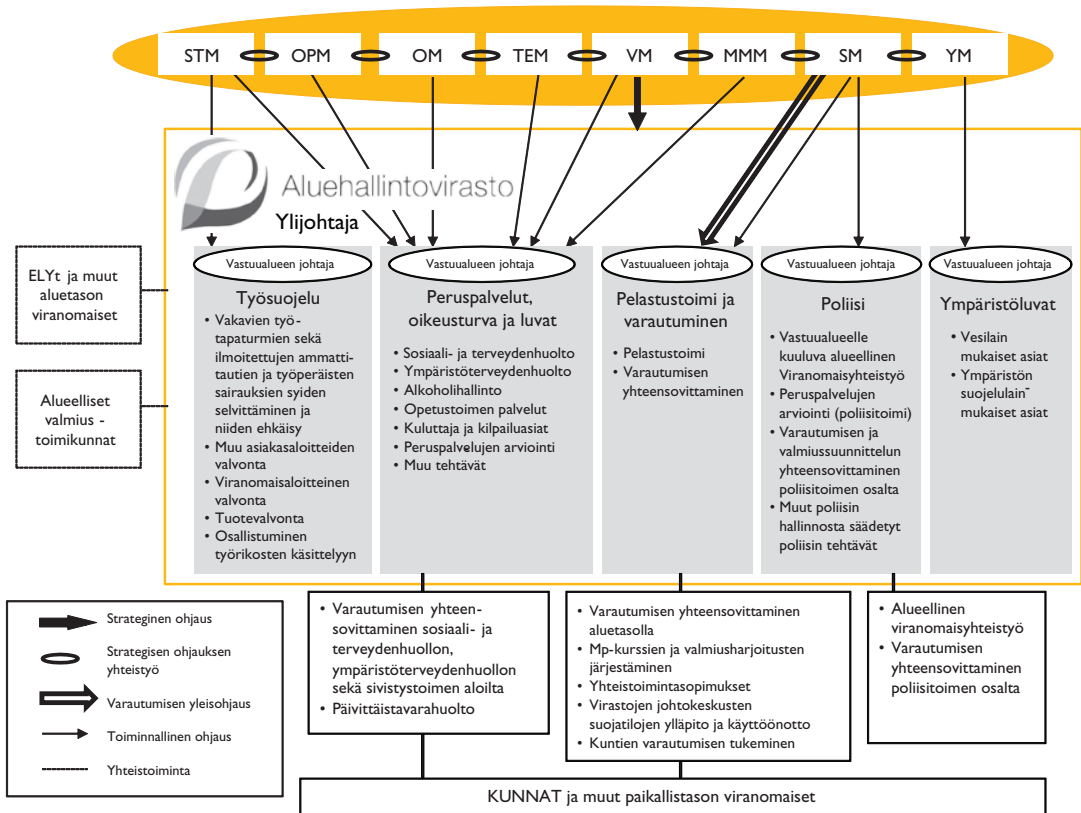 STM OPM OM TEM VM MMM SM YM
Aluehallintovirasto
Ylijohtaja
ELYt ja muut
aluetason
viranomaiset
Alueelliset
valmius -
toimikunnat
Vastuualueen johtaja
Työsuojelu
• Vakavien työ-
tapaturmien sekä
ilmoitettujen ammatti-
tautien ja työperäisten
sairauksien syiden
selvittäminen ja
niiden ehkäisy
• Muu asiakasaloitteiden
valvonta
• Viranomaisaloitteinen
valvonta
• Tuotevalvonta
• Osallistuminen
työrikosten käsittelyyn
Vastuualueen johtaja
Peruspalvelut,
oikeusturva ja luvat
• Sosiaali- ja terveydenhuolto
• Ympäristöterveydenhuolto
• Alkoholihallinto
• Opetustoimen palvelut
• Kuluttaja ja kilpailuasiat
• Peruspalvelujen arviointi
• Muu tehtävät
Vastuualueen johtaja
Pelastustoimi ja
varautuminen
• Pelastustoimi
• Varautumisen
yhteensovittaminen
Vastuualueen johtaja
Poliisi
• Vastuualueelle
kuuluva alueellinen
Viranomaisyhteistyö
• Peruspalvelujen
arviointi (poliisitoimi)
• Varautumisen ja
valmiussuunnittelun
yhteensovittaminen
poliisitoimen osalta
• Muut poliisin
hallinnosta säädetyt
poliisin tehtävät
Vastuualueen johtaja
Ympäristöluvat
• Vesilain
mukaiset asiat
• Ympäristön
suojelulain¯
mukaiset asiat
Strateginen ohjaus
Strategisen ohjauksen
yhteistyö
Varautumisen yleisohjaus
Toiminnallinen ohjaus
Yhteistoiminta
• Varautumisen yhteen-
sovittaminen sosiaali- ja
terveydenhuollon,
ympäristöterveydenhuollon
sekä sivistystoimen aloilta
• Päivittäistavarahuolto
• Varautumisen yhteensovittaminen
aluetasolla
• Mp-kurssien ja valmiusharjoitusten
järjestäminen
• Yhteistoimintasopimukset
• Virastojen johtokeskusten
suojatilojen ylläpito ja käyttöönotto
• Kuntien varautumisen tukeminen
• Alueellinen
viranomaisyhteistyö
• Varautumisen
yhteensovittaminen
poliisitoimen osalta
KUNNAT ja muut paikallistason viranomaiset